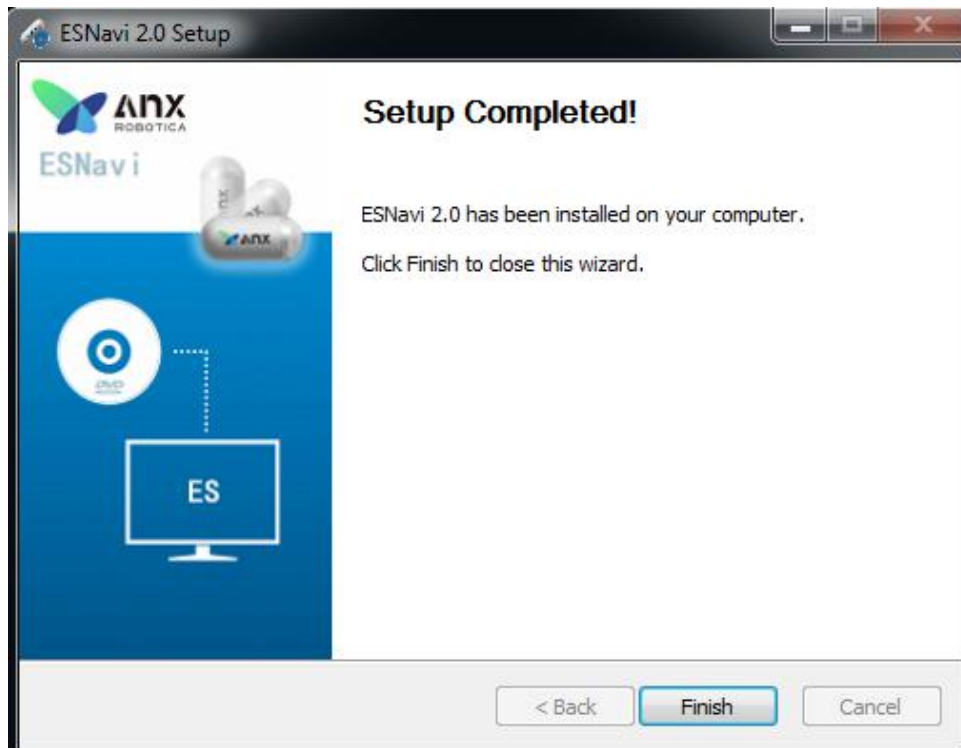 ESNavi 2.0 Setup
ANX
ROBOTICA
ESNavi
ANX
DVD
ES
Setup Completed!
ESNavi 2.0 has been installed on your computer.
Click Finish to close this wizard.
< Back
Finish
Cancel